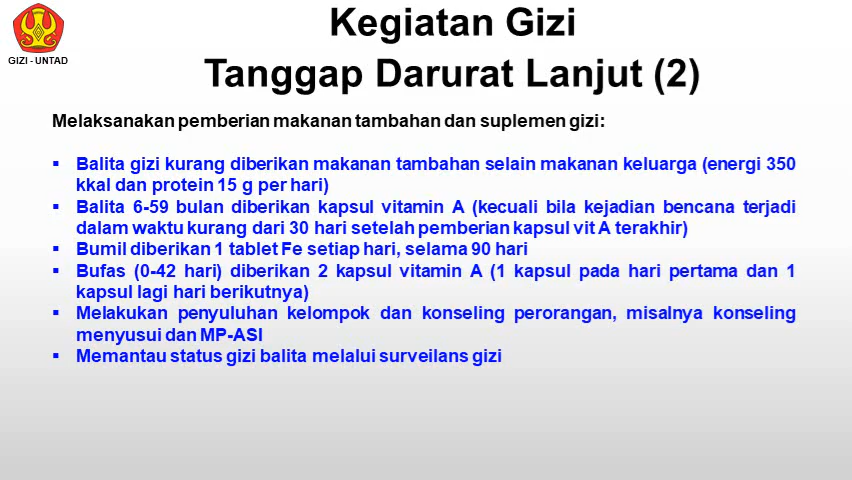 GIZI - UNTAD
Kegiatan Gizi
Tanggap Darurat Lanjut (2)
Melaksanakan pemberian makanan tambahan dan suplemen gizi:
▪ Balita gizi kurang diberikan makanan tambahan selain makanan keluarga (energi 350
kkal dan protein 15 g per hari)
▪ Balita 6-59 bulan diberikan kapsul vitamin A (kecuali bila kejadian bencana terjadi
dalam waktu kurang dari 30 hari setelah pemberian kapsul vit A terakhir)
▪ Bumil diberikan 1 tablet Fe setiap hari, selama 90 hari
▪ Bufas (0-42 hari) diberikan 2 kapsul vitamin A (1 kapsul pada hari pertama dan 1
kapsul lagi hari berikutnya)
▪ Melakukan penyuluhan kelompok dan konseling perorangan, misalnya konseling
menyusui dan MP-ASI
▪ Memantau status gizi balita melalui surveilans gizi